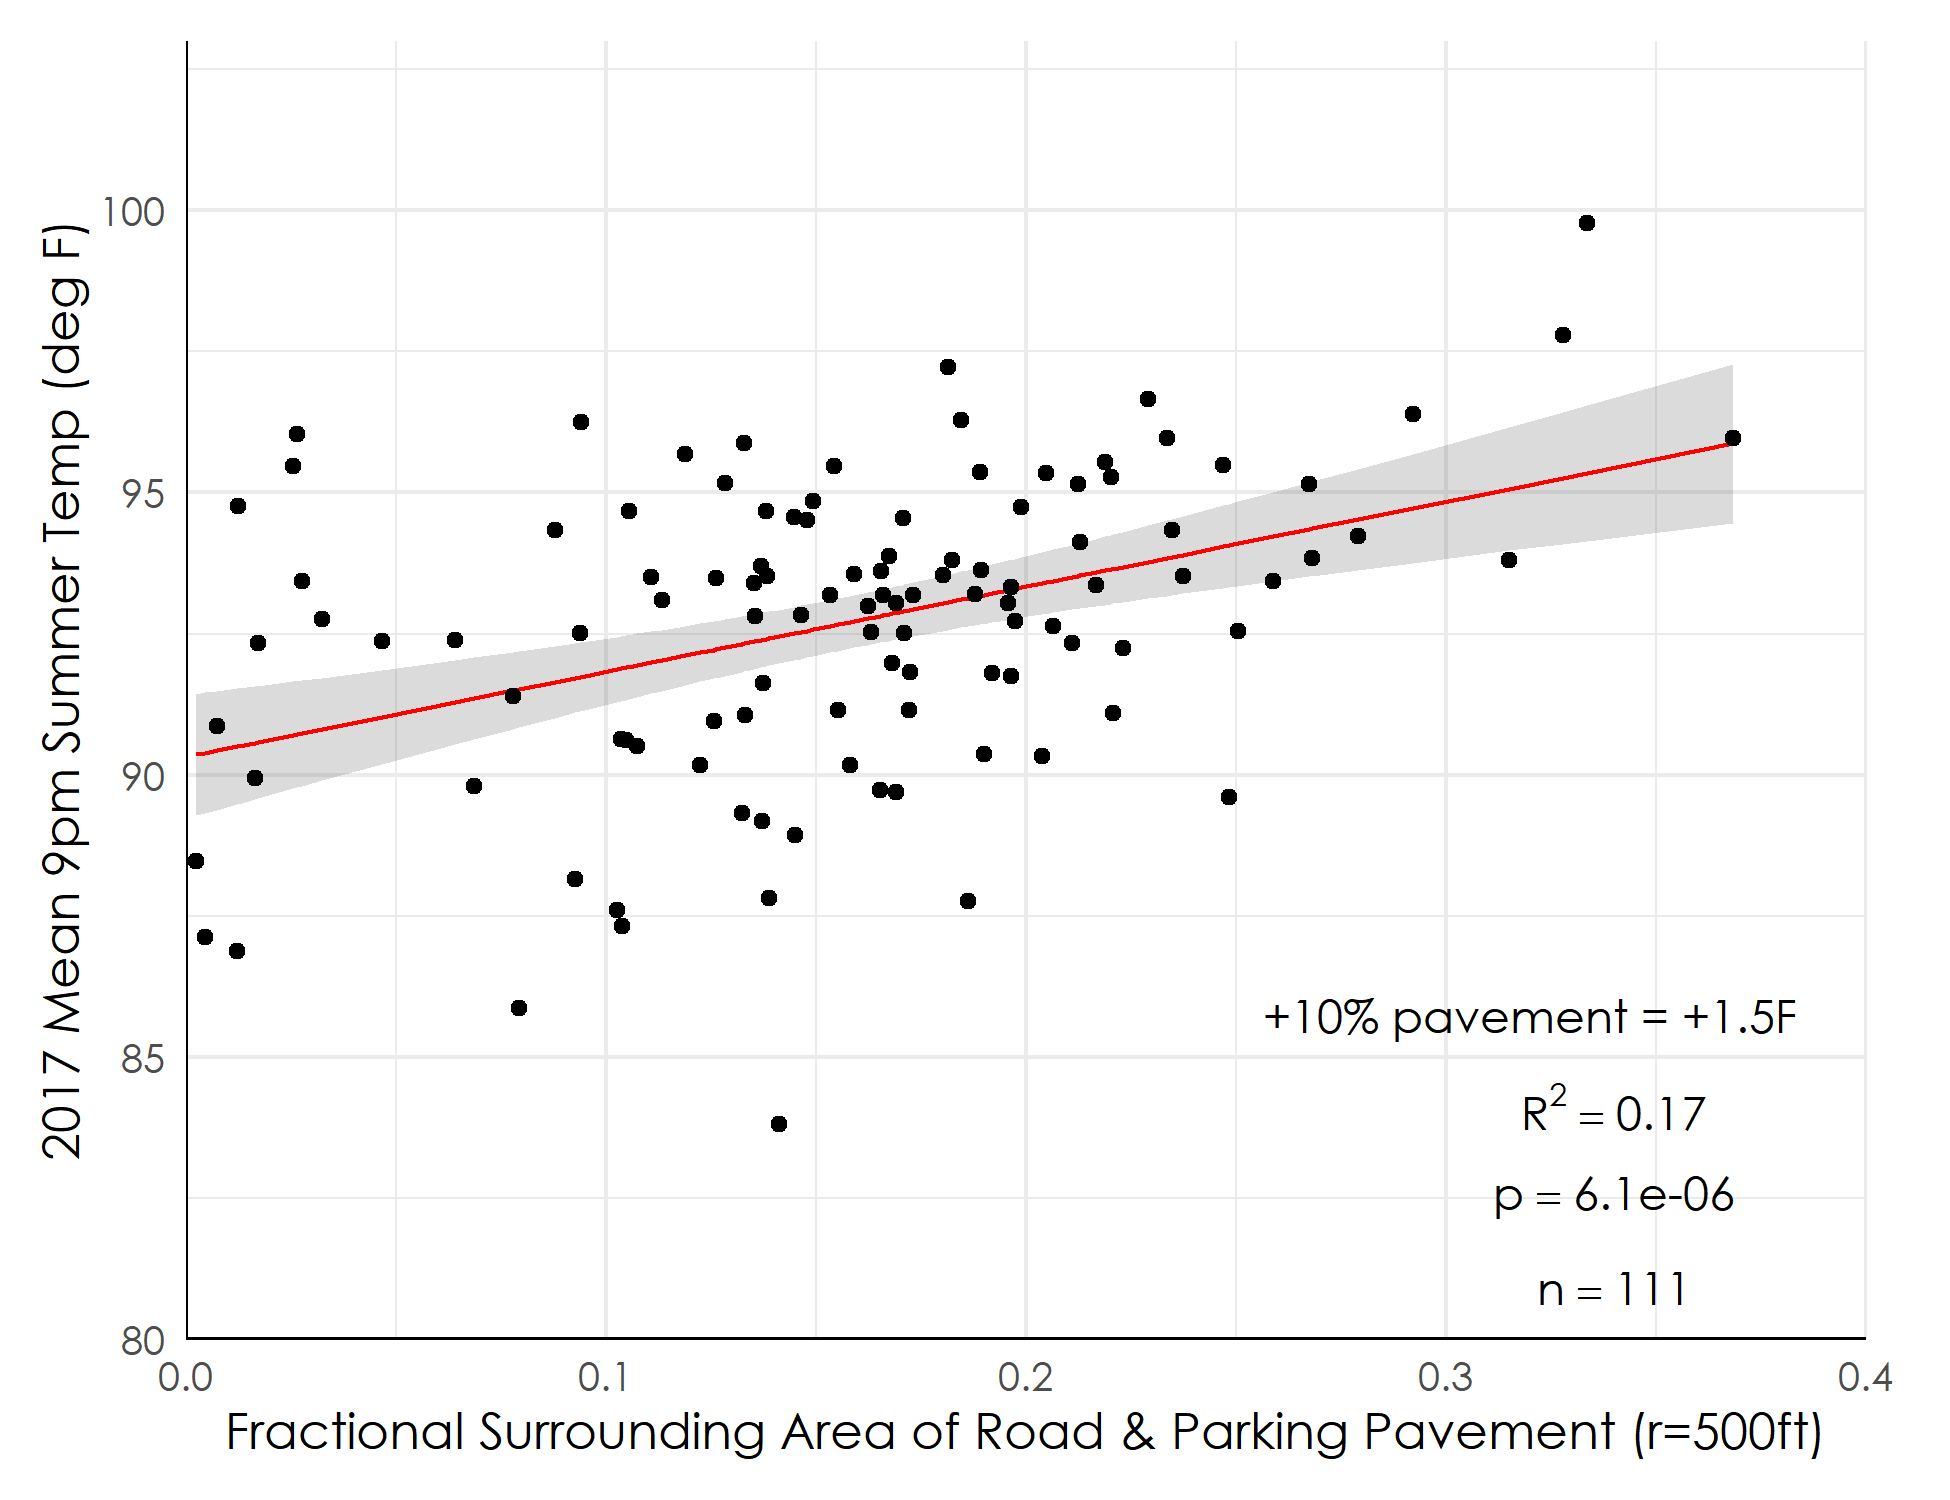 2017 Mean 9pm Summer Temp (deg F)
100
95
90
85
80
+10% pavement = +1.5F
R² = 0.17
p = 6.1e-06
n = 111
0.0
0.1
0.2
0.3
0.4
Fractional Surrounding Area of Road & Parking Pavement (r=500ft)